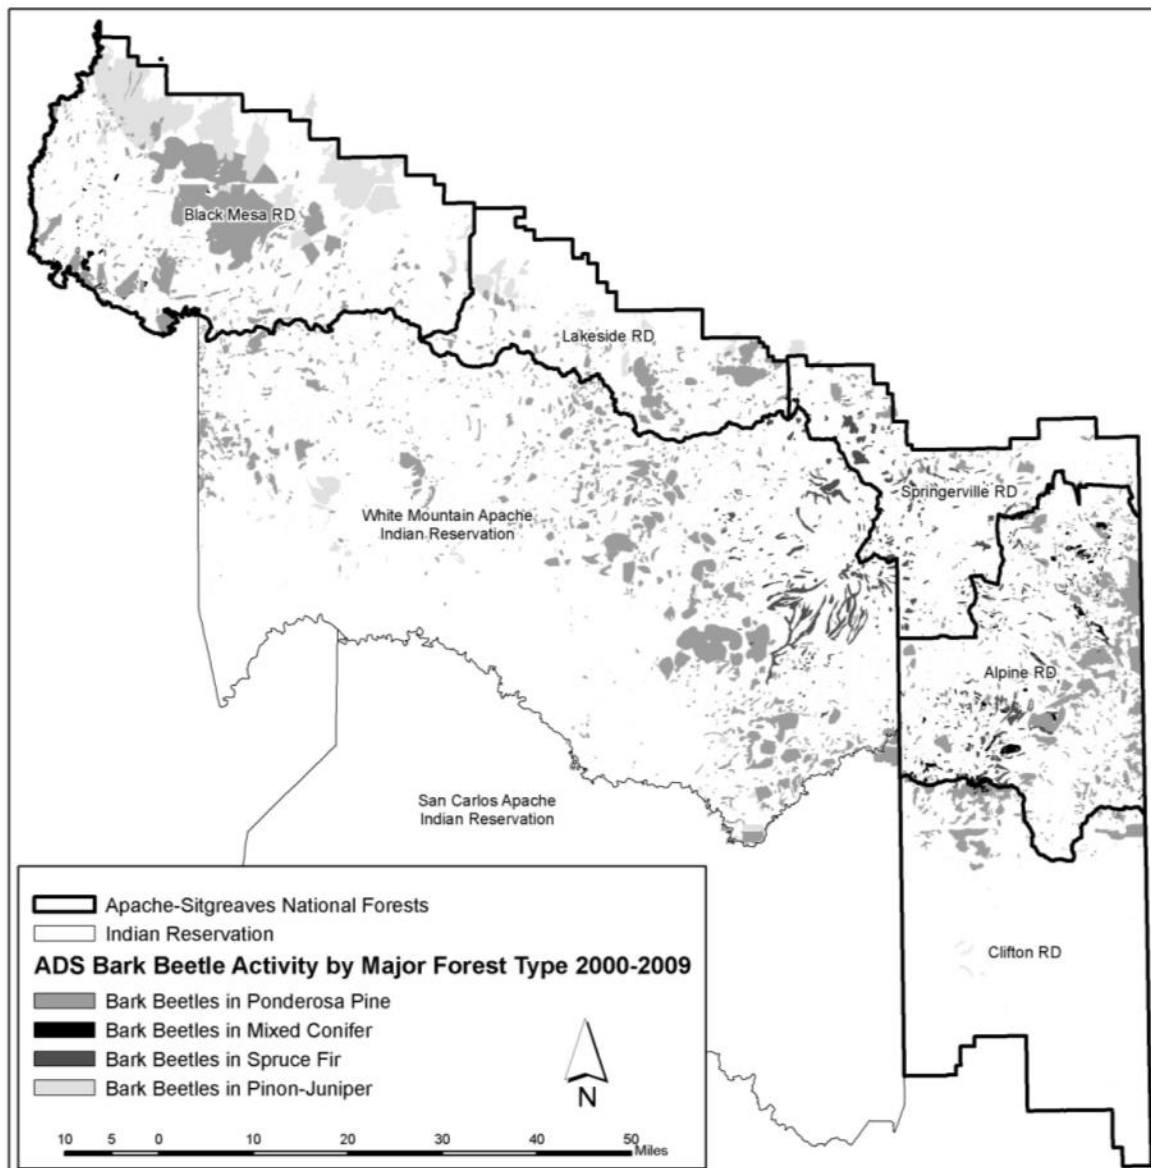 Black Mesa RD
Lakeside RD
Springerville RD
White Mountain Apache
Indian Reservation
Alpine RD
San Carlos Apache
Indian Reservation
Clifton RD
Apache-Sitgreaves National Forests
Indian Reservation
ADS Bark Beetle Activity by Major Forest Type 2000-2009
Bark Beetles in Ponderosa Pine
Bark Beetles in Mixed Conifer
Bark Beetles in Spruce Fir
Bark Beetles in Pinon-Juniper
N
10 5 0 10 20 30 40 50 Miles